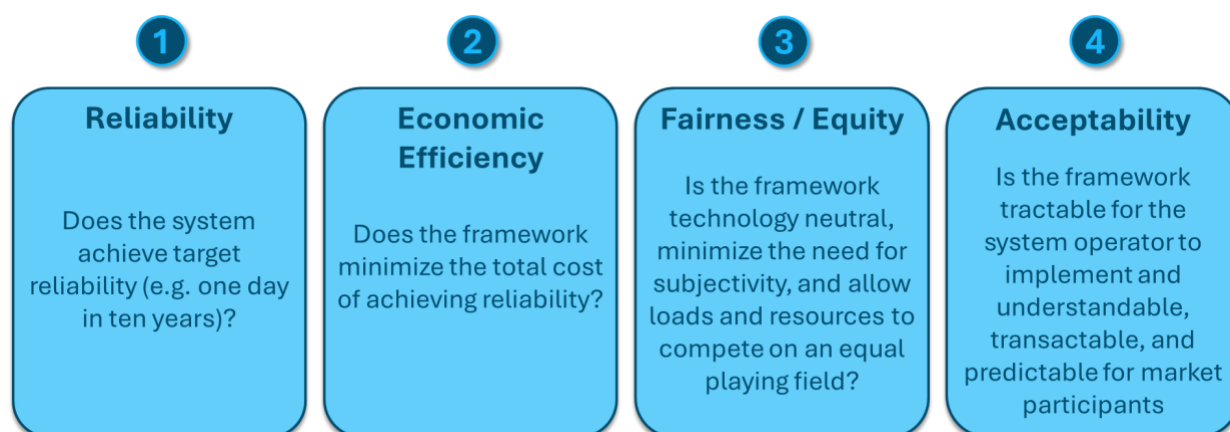 1
Reliability
Does the system
achieve target
reliability (e.g. one day
in ten years)?
2
Economic
Efficiency
Does the framework
minimize the total cost
of achieving reliability?
3
Fairness / Equity
Is the framework
technology neutral,
minimize the need for
subjectivity, and allow
loads and resources to
compete on an equal
playing field?
4
Acceptability
Is the framework
tractable for the
system operator to
implement and
understandable,
transactable, and
predictable for market
participants